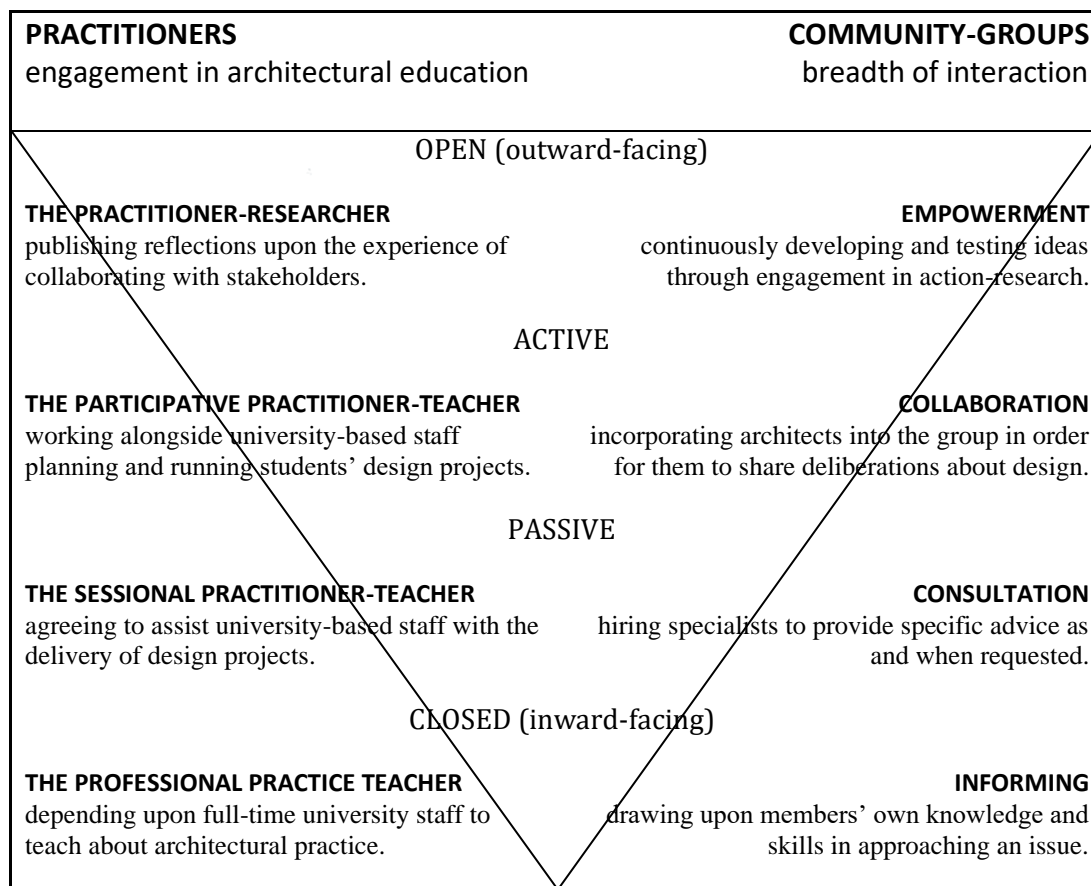 PRACTITIONERS
engagement in architectural education
COMMUNITY-GROUPS
breadth of interaction
OPEN (outward-facing)
THE PRACTITIONER-RESEARCHER
publishing reflections upon the experience of
collaborating with stakeholders.
EMPOWERMENT
continuously developing and testing ideas
through engagement in action-research.
ACTIVE
THE PARTICIPATIVE PRACTITIONER-TEACHER
working alongside university-based staff
planning and running students’ design projects.
COLLABORATION
incorporating architects into the group in order
for them to share deliberations about design.
PASSIVE
THE SESSIONAL PRACTITIONER-TEACHER
agreeing to assist university-based staff with the
delivery of design projects.
CONSULTATION
hiring specialists to provide specific advice as
and when requested.
CLOSED (inward-facing)
THE PROFESSIONAL PRACTICE TEACHER
depending upon full-time university staff to
teach about architectural practice.
INFORMING
drawing upon members’ own knowledge and
skills in approaching an issue.